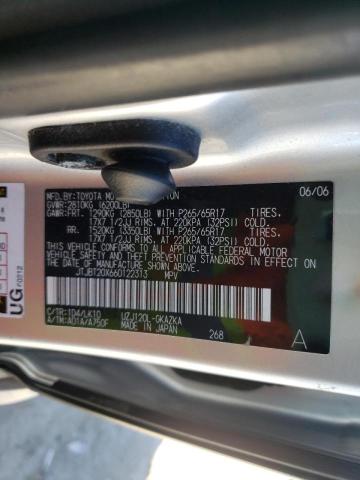 MFD.BY:TOYOTA MO TION 06/06
GVWR: 2810KG (6200LB)
GAWR:FRT. 1290KG (2850LB) WITH P265/65R17 TIRES,
17X7 1/2JJ RIMS, AT 220KPA (32PSI) COLD
RR. 1520KG (3350LB) WITH P265/65R17 TIRES,
17X7 1/2JJ RIMS, AT 220KPA (32PSI) COLD
THIS VEHICLE CONFORMS TO ALL APPLICABLE FEDERAL MOTOR
VEHICLE SAFETY, BUMPER, AND THEFT PREVENTION STANDARDS
IN EFFECT ON THE DATE OF MANUFACTURE SHOWN ABOVE.
JTJBT20X660122313 MPV
C/TR:1D4/LK10 UZJ120L-GKAZKA
A/TM:A01A/A750F MADE IN JAPAN 268 A
UG